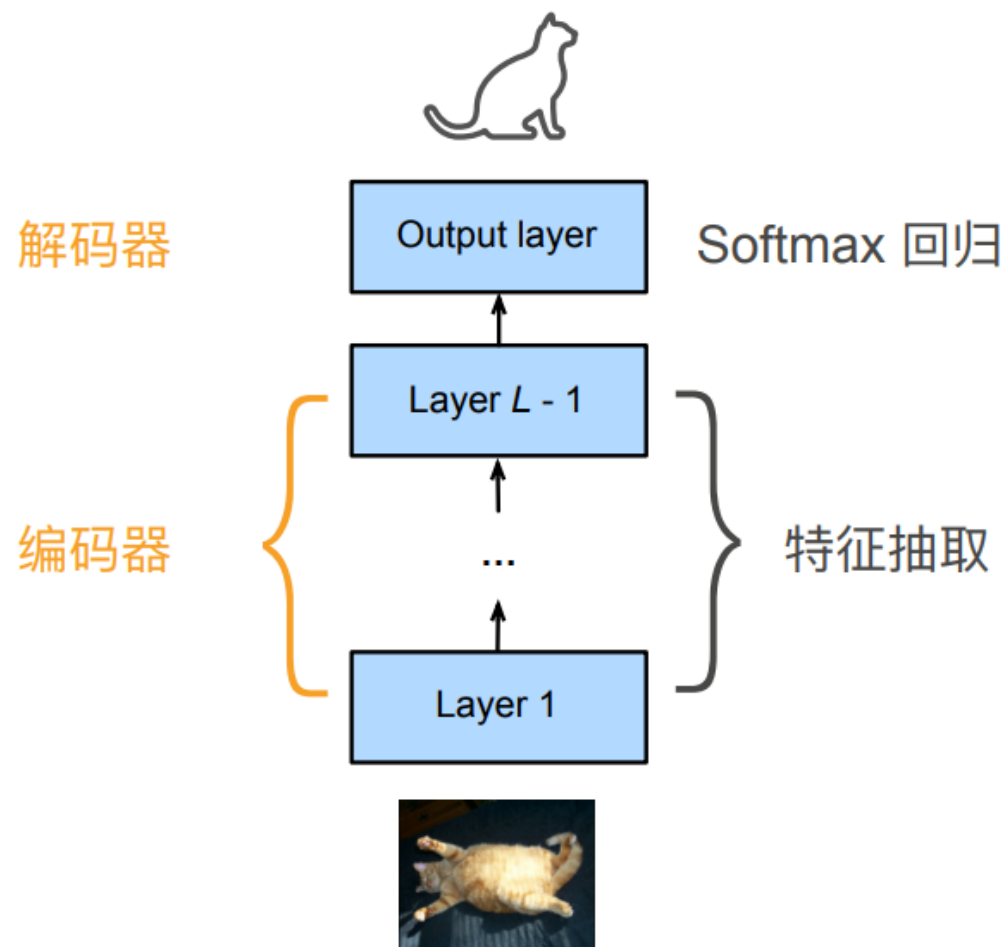 解码器
Output layer
Softmax 回归
Layer L - 1
编码器
...
特征抽取
Layer 1